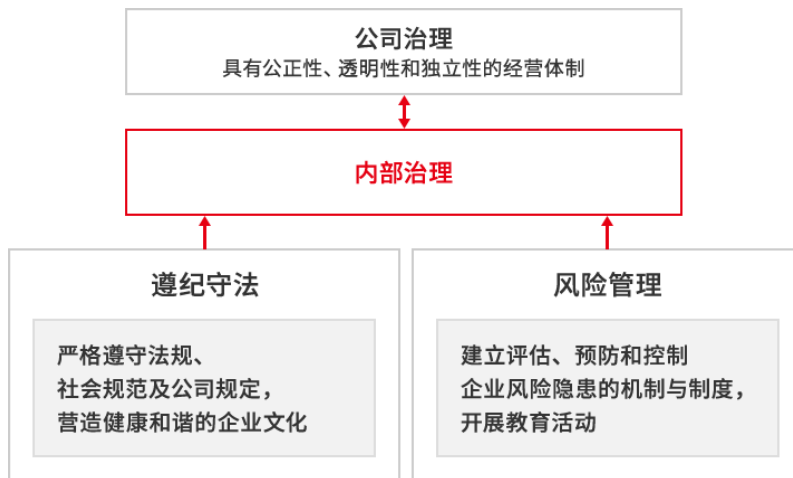 公司治理
具有公正性、透明性和独立性的经营体制
内部治理
遵纪守法
严格遵守法规、
社会规范及公司规定，
营造健康和谐的企业文化
风险管理
建立评估、预防和控制
企业风险隐患的机制与制度，
开展教育活动